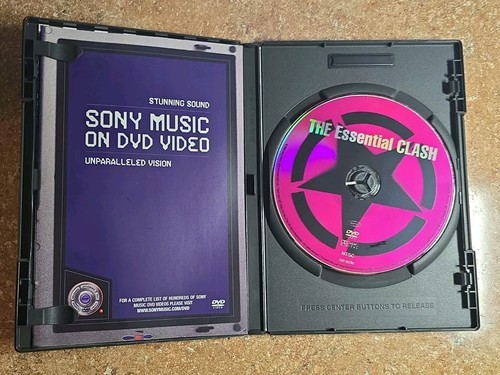 STUNNING SOUND
SONY MUSIC
ON DVD VIDEO
UNPARALLELED VISION
FOR A COMPLETE LIST OF HUNDREDS OF SONY
MUSIC DVD VIDEOS PLEASE VISIT
WWW.SONYMUSIC.COM/DVD
DVD
VIDEO
THE Essential CLASH
DVD
PRESS CENTER BUTTONS TO RELEASE